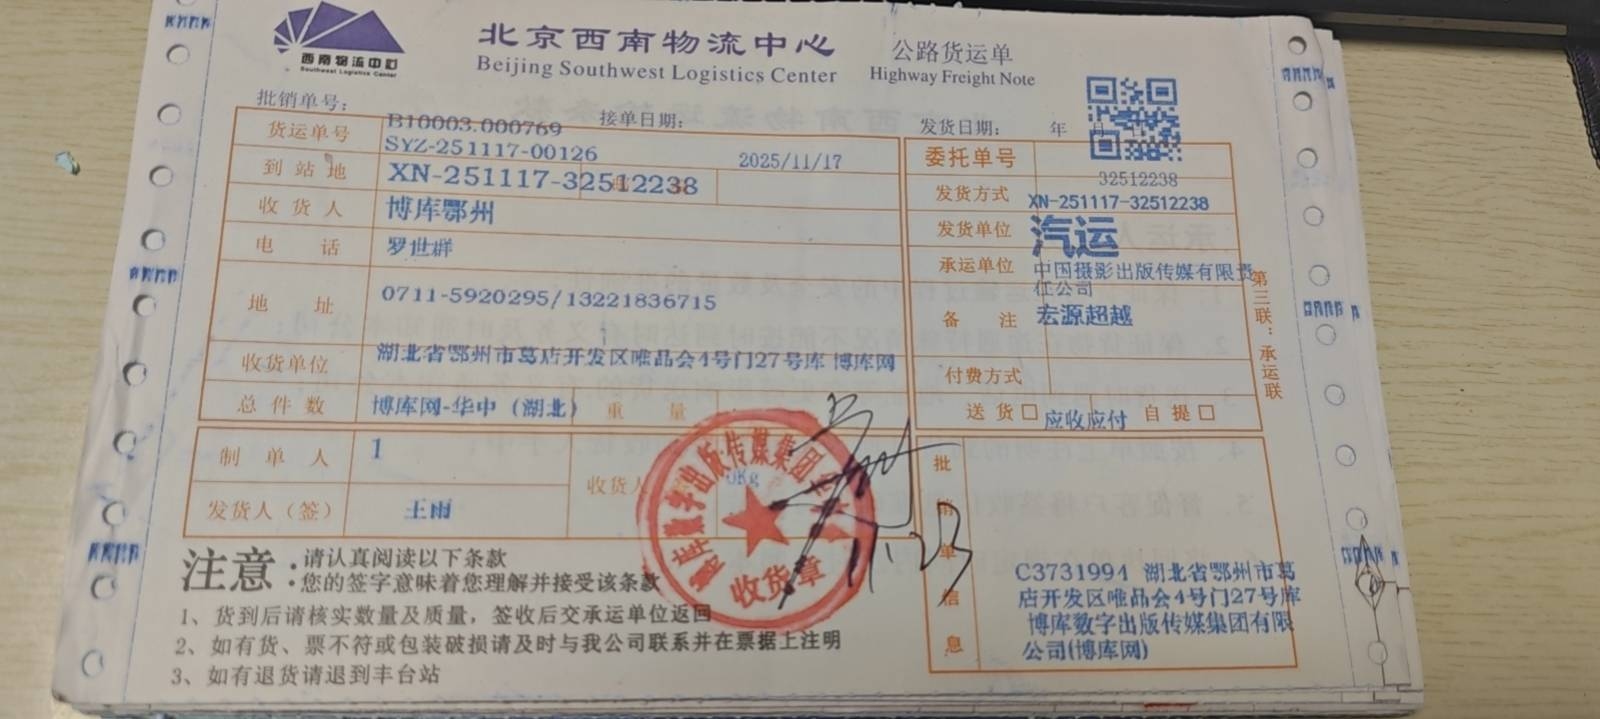 西南物流中心
Southwest Logistics Center
北京西南物流中心
Beijing Southwest Logistics Center
公路货运单
Highway Freight Note
批销单号:
B10003.000769
接单日期:
发货日期: 年 月
货运单号
SYZ-251117-00126
2025/11/17
委托单号
32512238
到站地
XN-251117-32512238
发货方式
XN-251117-32512238
收货人
博库鄂州
发货单位
汽运
电话
罗世群
承运单位
中国摄影出版传媒有限责任公司
地址
0711-5920295/13221836715
备注
宏源超越
收货单位
湖北省鄂州市葛店开发区唯品会4号门27号库 博库网
付费方式
总件数
博库网-华中（湖北）
重量
送货□ 应收应付 自提□
第三联：承运联
制单人
1
收货人
0Kg
发货人（签）
王雨
收货章
11.23
批销单信息
C3731994 湖北省鄂州市葛
店开发区唯品会4号门27号库
博库数字出版传媒集团有限
公司(博库网)
注意:
请认真阅读以下条款
您的签字意味着您理解并接受该条款
1、货到后请核实数量及质量，签收后交承运单位返回
2、如有货、票不符或包装破损请及时与我公司联系并在票据上注明
3、如有退货请退到丰台站